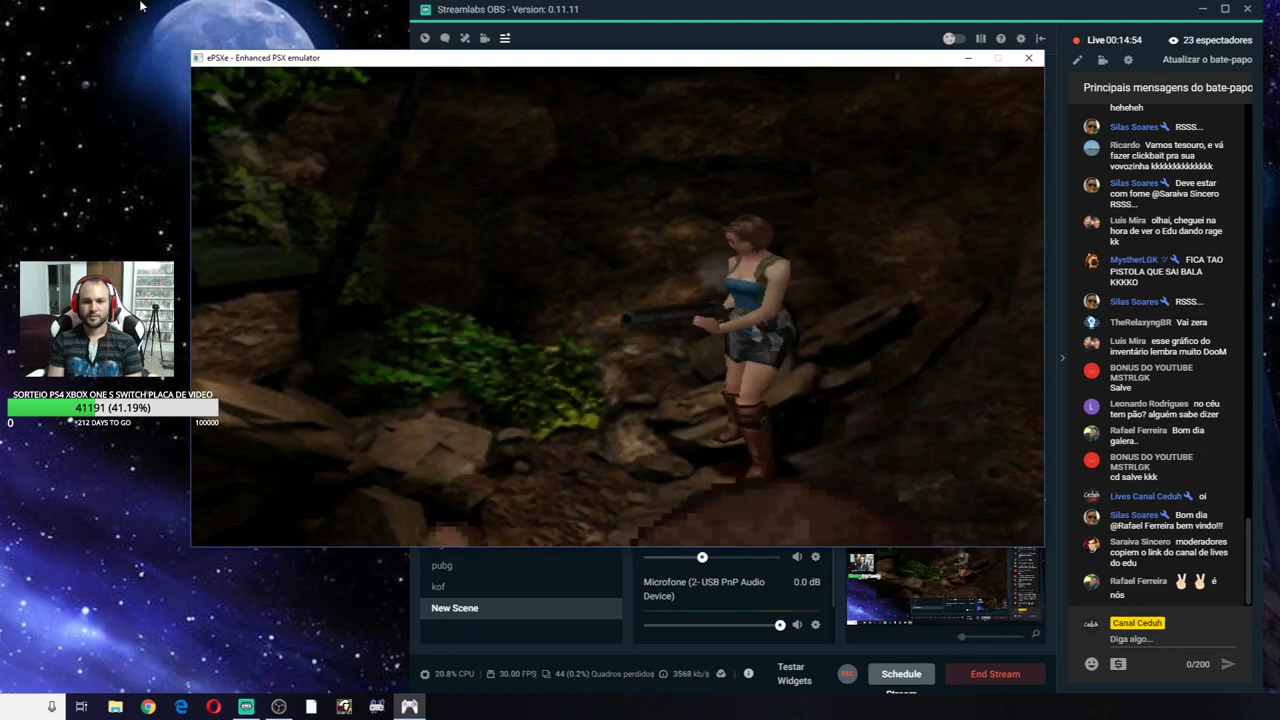 Streamlabs OBS - Version: 0.11.11
ePSXe - Enhanced PSX emulator
Live 00:14:54
23 espectadores
Atualizar o bate-papo
Principais mensagens do bate-papo
heheheh
Silas Soares RSSS...
Ricardo Vamos tesouro, e vá
fazer clickbait pra sua
vovozinha kkkkkkkkkkkkkk
Silas Soares Deve estar
com fome @Saraiva Sincero
RSSS...
Luís Mira olhai, cheguei na
hora de ver o Edu dando rage
kk
MystherLGK ツ FICA TAO
PISTOLA QUE SAI BALA
KKKKO
Silas Soares RSSS...
TheRelaxyngBR Vai zera
Luís Mira esse gráfico do
inventário lembra muito DooM
BONUS DO YOUTUBE
MSTRLGK
Salve
Leonardo Rodrigues no céu
tem pão? alguém sabe dizer
Rafael Ferreira Bom dia
galera..
BONUS DO YOUTUBE
MSTRLGK
cd salve kkk
Lives Canal Ceduh oi
Silas Soares Bom dia
@Rafael Ferreira bem vindo!!!
Saraiva Sincero moderadores
copiem o link do canal de lives
do edu
Rafael Ferreira ✌✌ é
nós
Canal Ceduh
Diga algo...
0/200
SORTEIO PS4 XBOX ONE S SWITCH PLACA DE VIDEO
41191 (41.19%)
0
-212 DAYS TO GO
100000
pubg
kof
New Scene
Microfone (2- USB PnP Audio
Device)
0.0 dB
20.8% CPU
30.00 FPS
44 (0.2%) Quadros perdidos
3568 kb/s
Testar
Widgets
REC
Schedule
Stream
End Stream